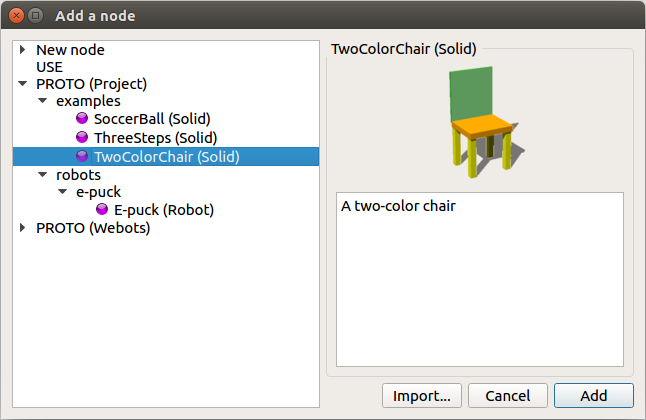 Add a node
New node
USE
PROTO (Project)
examples
SoccerBall (Solid)
ThreeSteps (Solid)
TwoColorChair (Solid)
robots
e-puck
E-puck (Robot)
PROTO (Webots)
TwoColorChair (Solid)
A two-color chair
Import...
Cancel
Add